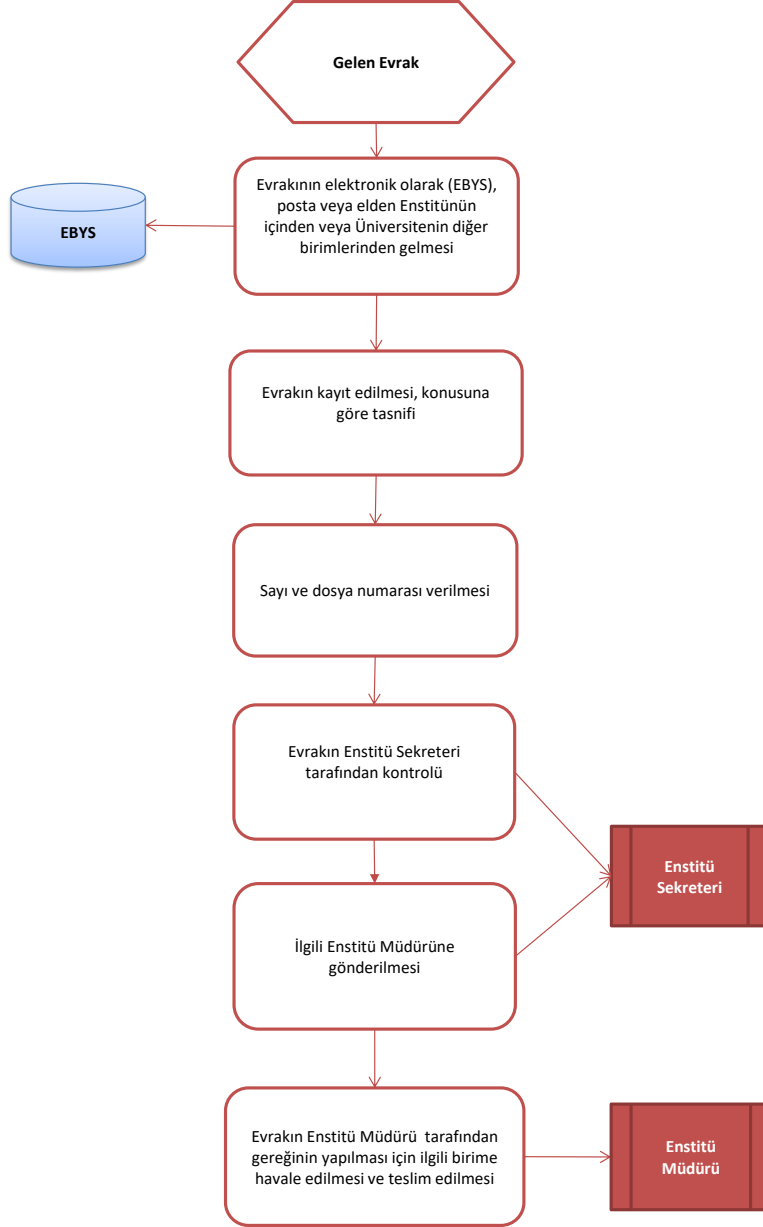 Gelen Evrak
Evrakının elektronik olarak (EBYS),
posta veya elden Enstitünün
içinden veya Üniversitenin diğer
birimlerinden gelmesi
EBYS
Evrakın kayıt edilmesi, konusuna
göre tasnifi
Sayı ve dosya numarası verilmesi
Evrakın Enstitü Sekreteri
tarafından kontrolü
Enstitü
Sekreteri
İlgili Enstitü Müdürüne
gönderilmesi
Evrakın Enstitü Müdürü  tarafından
gereğinin yapılması için ilgili birime
havale edilmesi ve teslim edilmesi
Enstitü
Müdürü